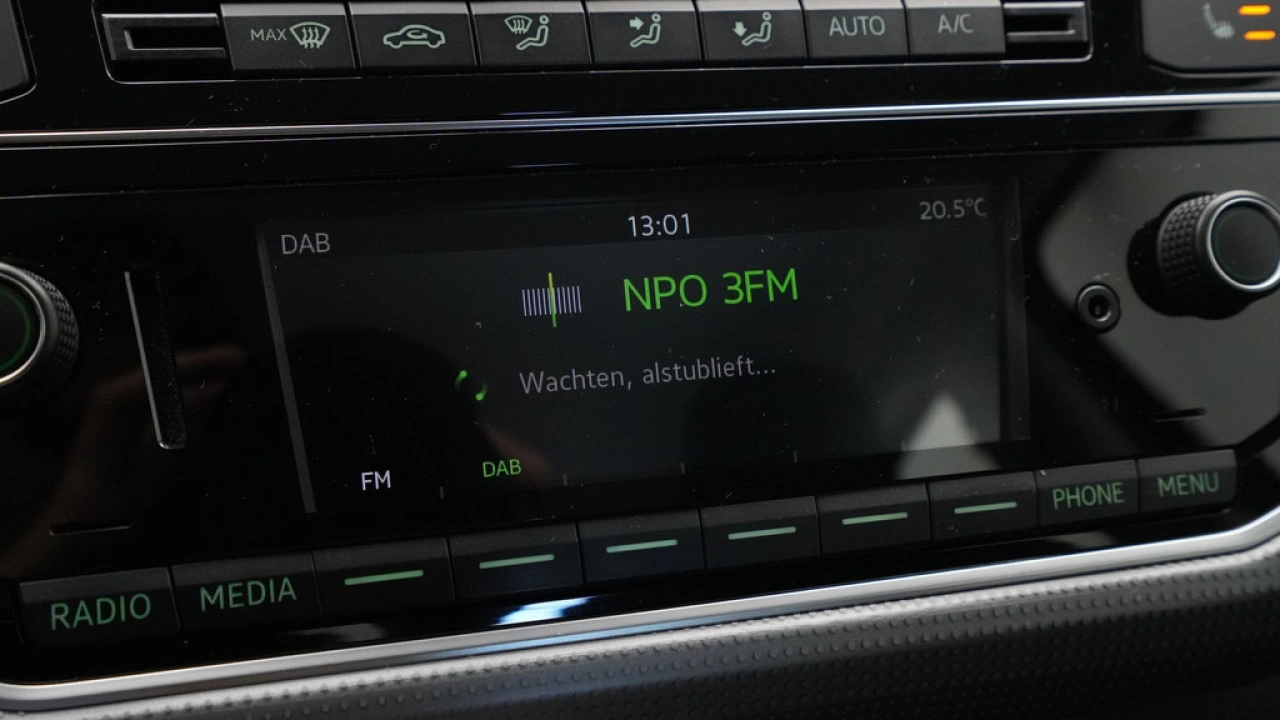 MAX
AUTO
A/C
DAB
13:01
20.5°C
NPO 3FM
Wachten, alstublieft...
FM
DAB
RADIO
MEDIA
PHONE
MENU